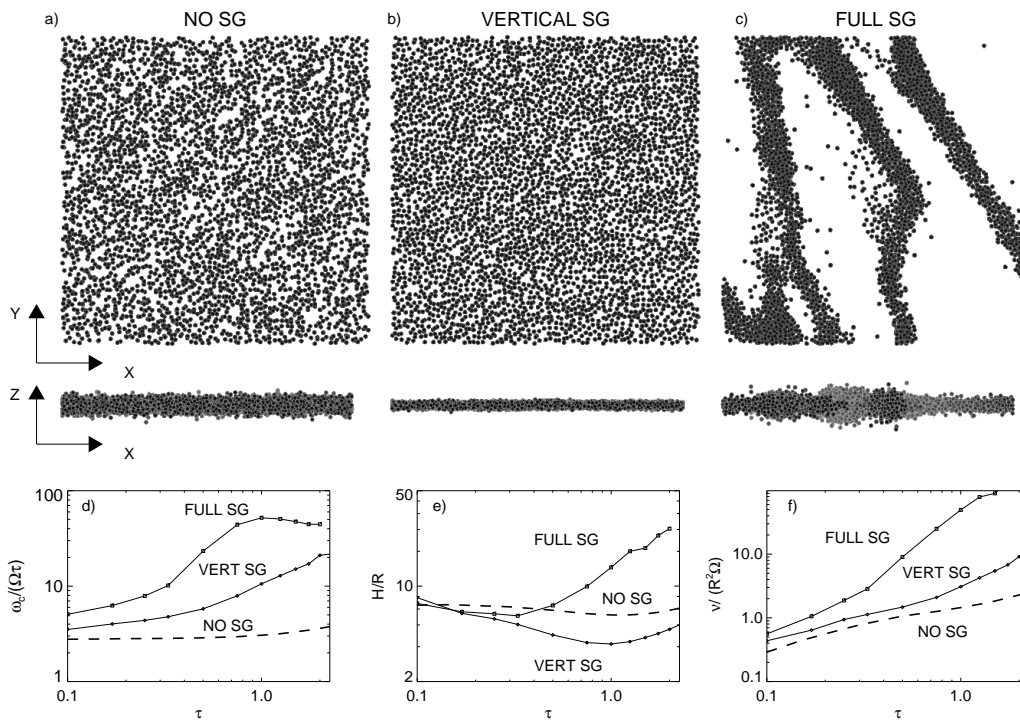 a) NO SG
b) VERTICAL SG
c) FULL SG
Y
X
Z
X
d)
100
10
1
0.1
1.0
ω_c/(Ωτ)
τ
FULL SG
VERT SG
NO SG
e)
50
10
2
0.1
1.0
H/R
τ
FULL SG
NO SG
VERT SG
f)
10.0
1.0
0.1
0.1
1.0
ν/ (R²Ω)
τ
FULL SG
VERT SG
NO SG